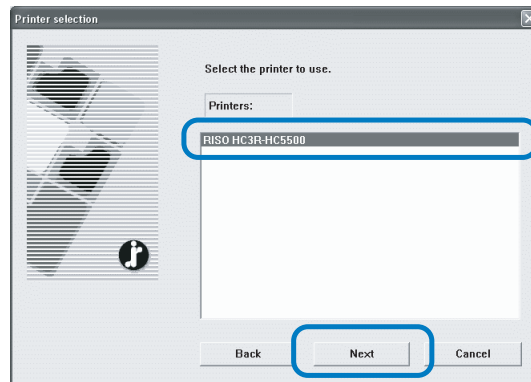 Printer selection
Select the printer to use.
Printers:
RISO HC3R-HC5500
Back Next Cancel